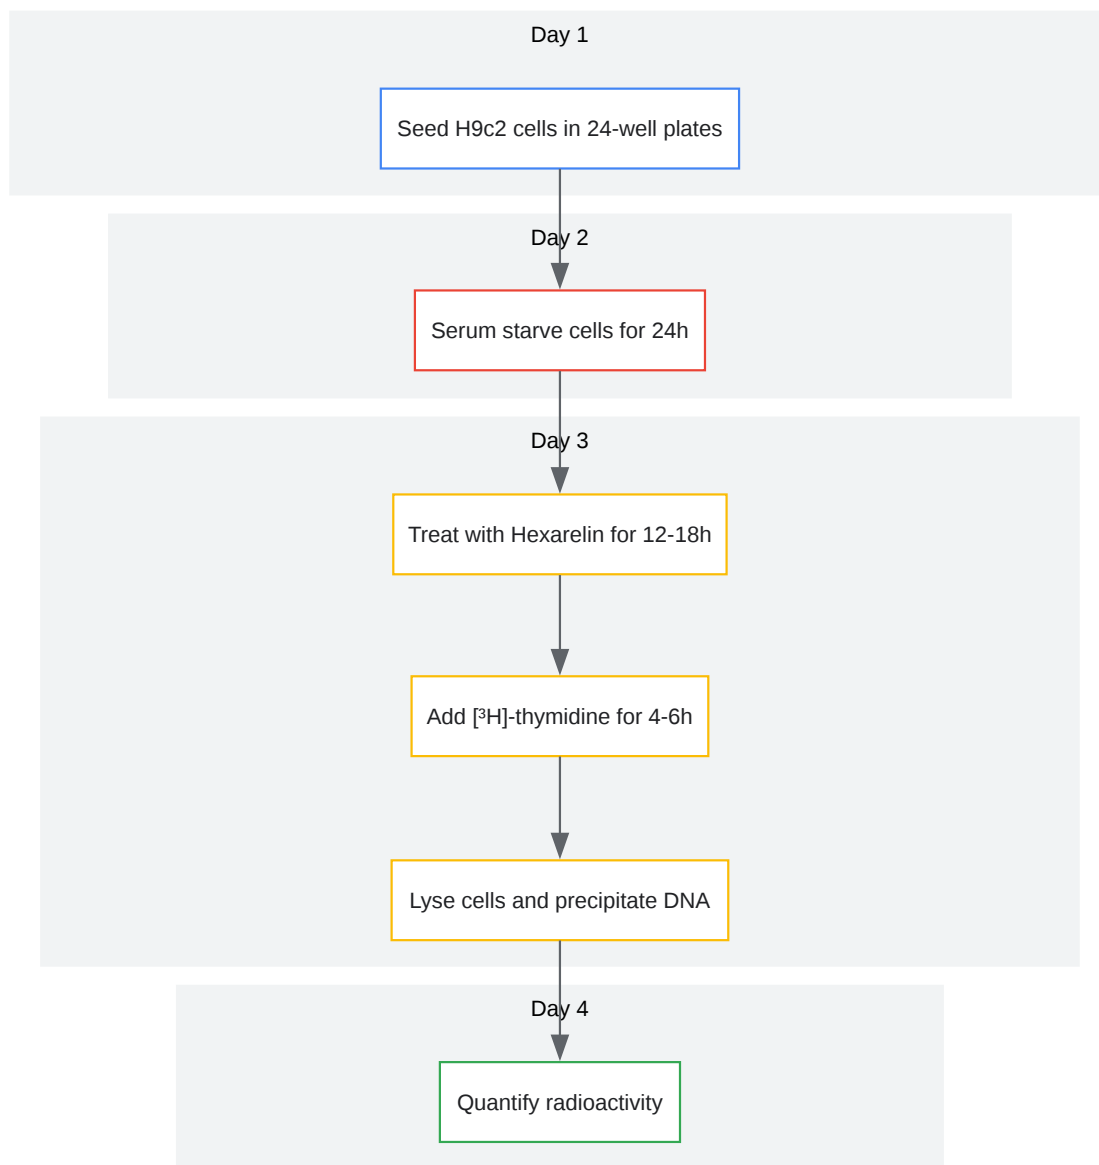 Day 1
Seed H9c2 cells in 24-well plates
Day 2
Serum starve cells for 24h
Day 3
Treat with Hexarelin for 12-18h
Add [³H]-thymidine for 4-6h
Lyse cells and precipitate DNA
Day 4
Quantify radioactivity